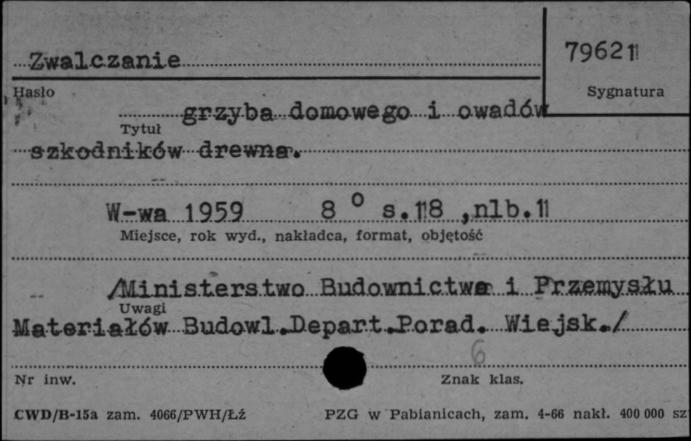 Zwalczanie
79621
Hasło
Sygnatura
grzyba domowego i owadów
Tytuł
szkodników drewna.
W-wa 1959 8° s.18 ,nlb.1
Miejsce, rok wyd., nakładca, format, objętość
/Ministerstwo Budownictwa i Przemysłu
Uwagi
Materiałów Budowl.Depart.Porad. Wiejsk./
6
Nr inw.
Znak klas.
CWD/B-15a zam. 4066/PWH/Łź
PZG w Pabianicach, zam. 4-66 nakł. 400 000 sz